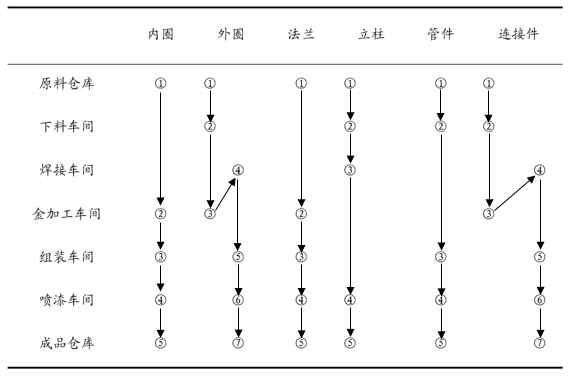 内圈 外圈 法兰 立柱 管件 连接件
原料仓库 ① ① ① ① ① ①
下料车间 ② ② ② ②
焊接车间 ④ ③ ④
金加工车间 ② ③ ② ③
组装车间 ③ ⑤ ③ ③ ⑤
喷漆车间 ④ ⑥ ④ ④ ④ ⑥
成品仓库 ⑤ ⑦ ⑤ ⑤ ⑤ ⑦